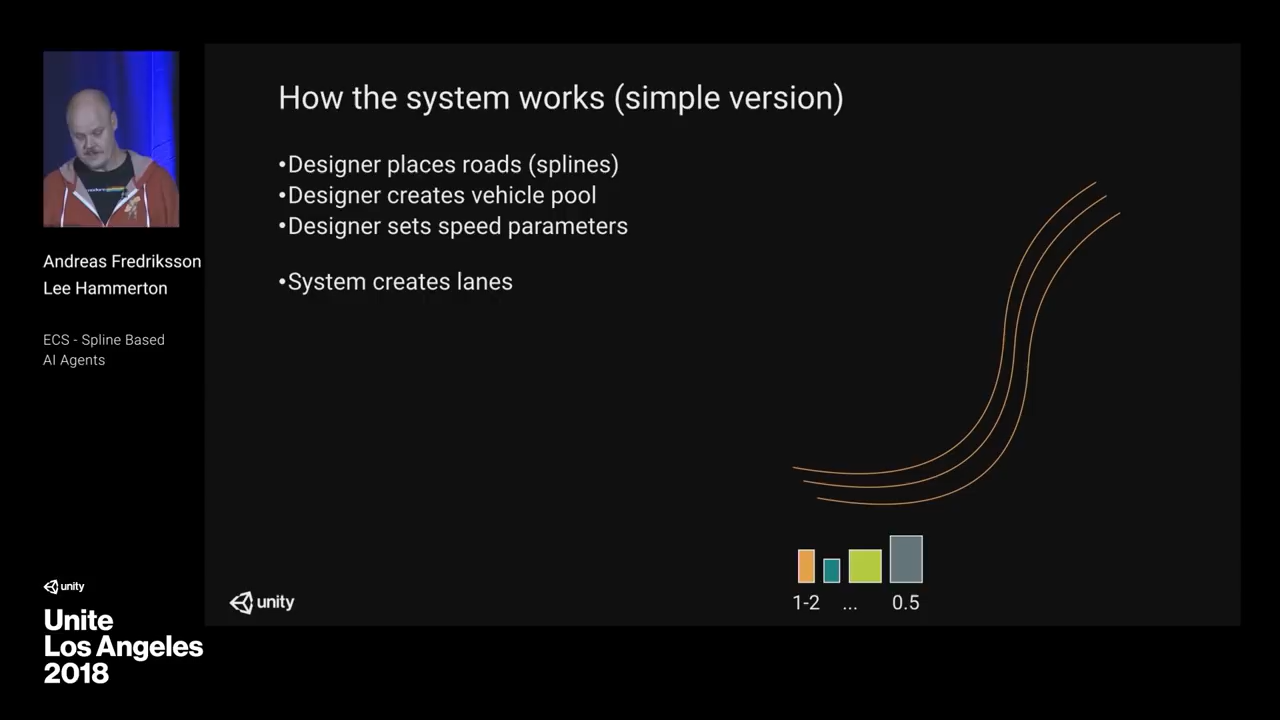 How the system works (simple version)
•Designer places roads (splines)
•Designer creates vehicle pool
•Designer sets speed parameters
•System creates lanes
1-2 ... 0.5
unity
Andreas Fredriksson
Lee Hammerton
ECS - Spline Based
AI Agents
unity
Unite
Los Angeles
2018